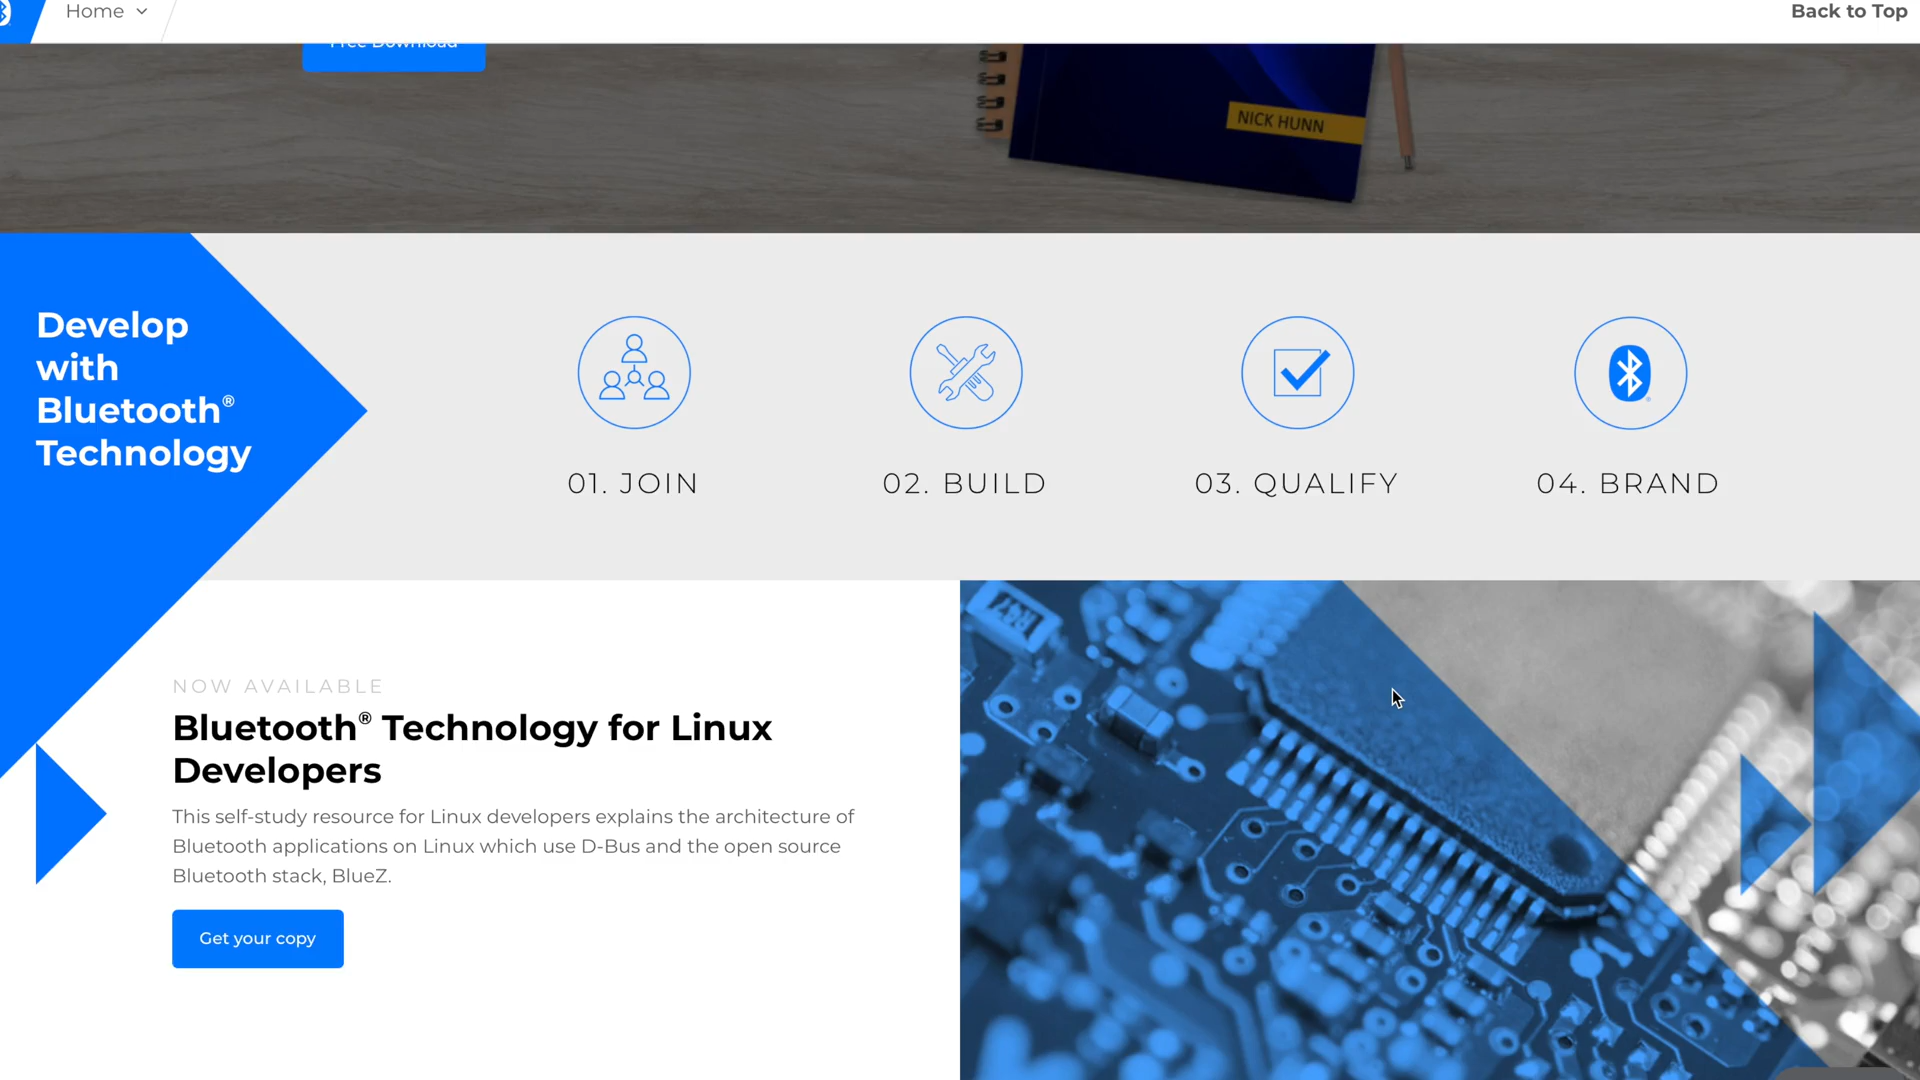 Home
Back to Top
Free Download
NICK HUNN
Develop
with
Bluetooth®
Technology
01. JOIN
02. BUILD
03. QUALIFY
04. BRAND
NOW AVAILABLE
Bluetooth® Technology for Linux
Developers
This self-study resource for Linux developers explains the architecture of
Bluetooth applications on Linux which use D-Bus and the open source
Bluetooth stack, BlueZ.
Get your copy